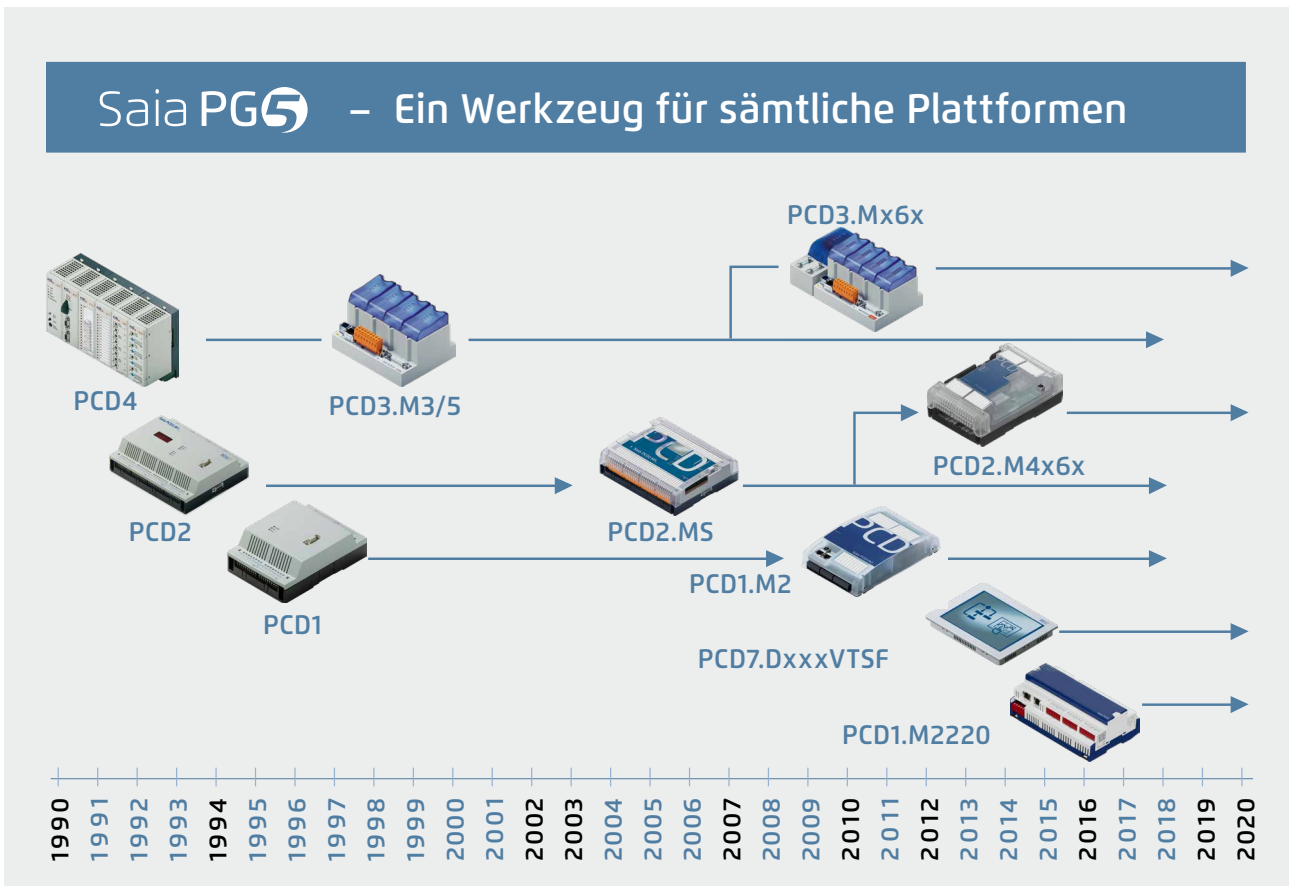 Saia PG5 – Ein Werkzeug für sämtliche Plattformen
PCD3.Mx6x
PCD4
PCD3.M3/5
PCD2.M4x6x
PCD2
PCD2.M5
PCD1.M2
PCD1
PCD7.DxxxVTSF
PCD1.M2220
1990 1991 1992 1993 1994 1995 1996 1997 1998 1999 2000 2001 2002 2003 2004 2005 2006 2007 2008 2009 2010 2011 2012 2013 2014 2015 2016 2017 2018 2019 2020